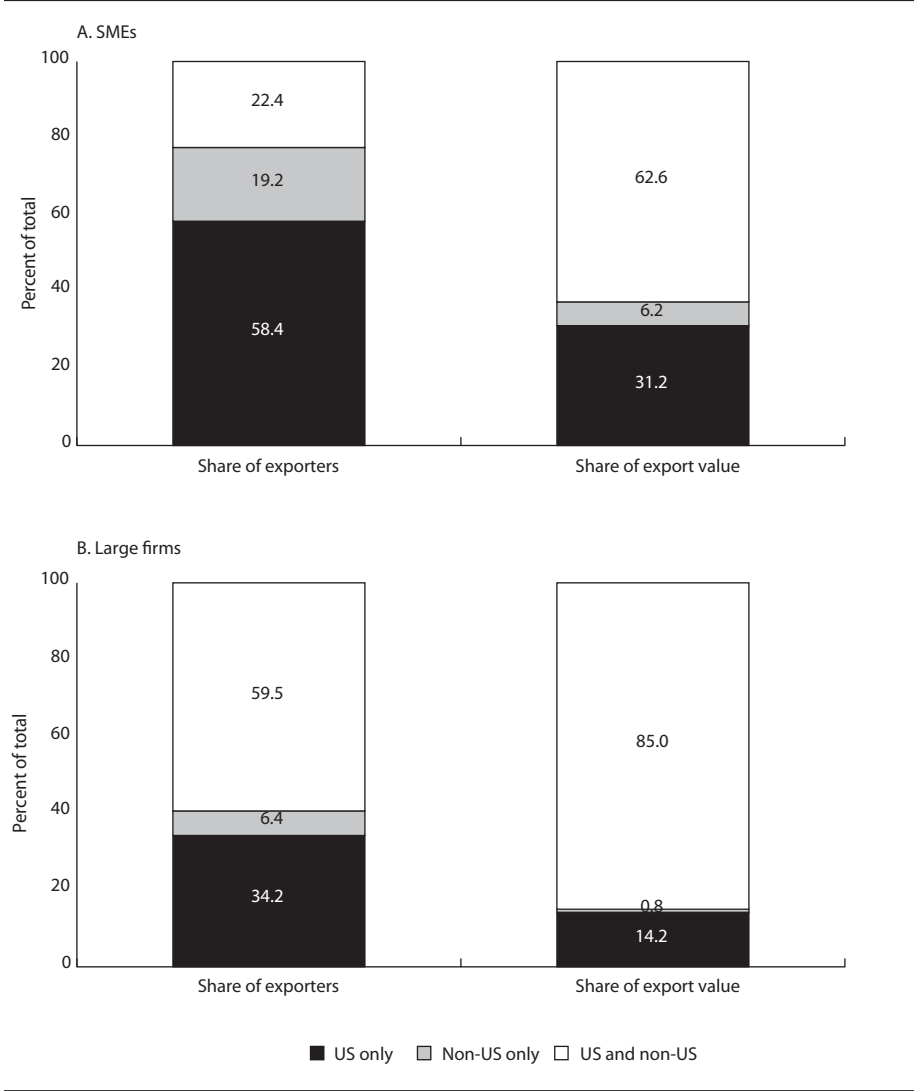 A. SMEs
Percent of total
100
80
60
40
20
0
22.4
19.2
58.4
62.6
6.2
31.2
Share of exporters
Share of export value
B. Large firms
Percent of total
100
80
60
40
20
0
59.5
6.4
34.2
85.0
0.8
14.2
Share of exporters
Share of export value
US only
Non-US only
US and non-US